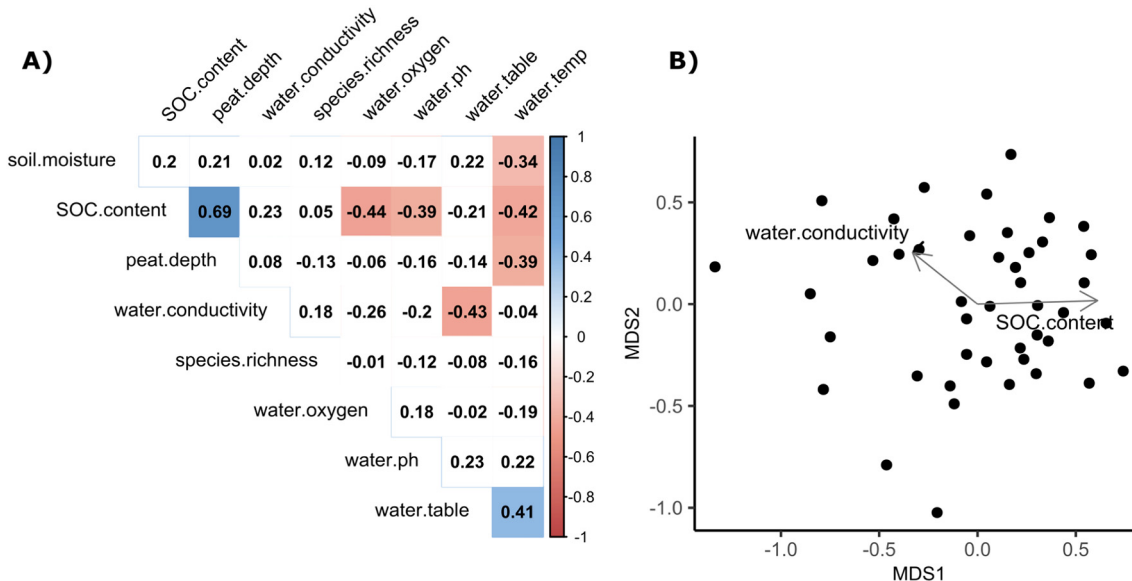 A)
SOC.content
peat.depth
water.conductivity
species.richness
water.oxygen
water.ph
water.table
water.temp
soil.moisture 0.2 0.21 0.02 0.12 -0.09 -0.17 0.22 -0.34
SOC.content 0.69 0.23 0.05 -0.44 -0.39 -0.21 -0.42
peat.depth 0.08 -0.13 -0.06 -0.16 -0.14 -0.39
water.conductivity 0.18 -0.26 -0.2 -0.43 -0.04
species.richness -0.01 -0.12 -0.08 -0.16
water.oxygen 0.18 -0.02 -0.19
water.ph 0.23 0.22
water.table 0.41
1
0.8
0.6
0.4
0.2
0
-0.2
-0.4
-0.6
-0.8
-1
B)
MDS2
0.5
0.0
-0.5
-1.0
water.conductivity
SOC.content
-1.0 -0.5 0.0 0.5
MDS1